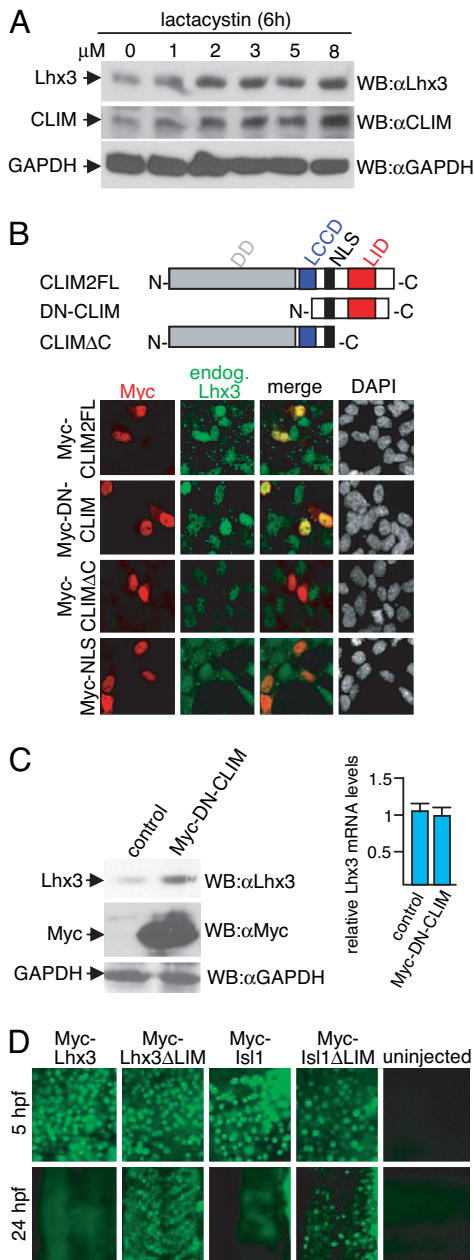 A
lactacystin (6h)
μM 0 1 2 3 5 8
Lhx3 WB:αLhx3
CLIM WB:αCLIM
GAPDH WB:αGAPDH
B
DD LCCD NLS LID
CLIM2FL N- -C
DN-CLIM N- -C
CLIMΔC N- -C
Myc endog. Lhx3 merge DAPI
Myc-CLIM2FL
Myc-DN-CLIM
Myc-CLIMΔC
Myc-NLS
C
control Myc-DN-CLIM
Lhx3 WB:αLhx3
Myc WB:αMyc
GAPDH WB:αGAPDH
relative Lhx3 mRNA levels
1.5
1
0.5
control
Myc-DN-CLIM
D
Myc-Lhx3 Myc-Lhx3ΔLIM Myc-Isl1 Myc-Isl1ΔLIM uninjected
5 hpf
24 hpf